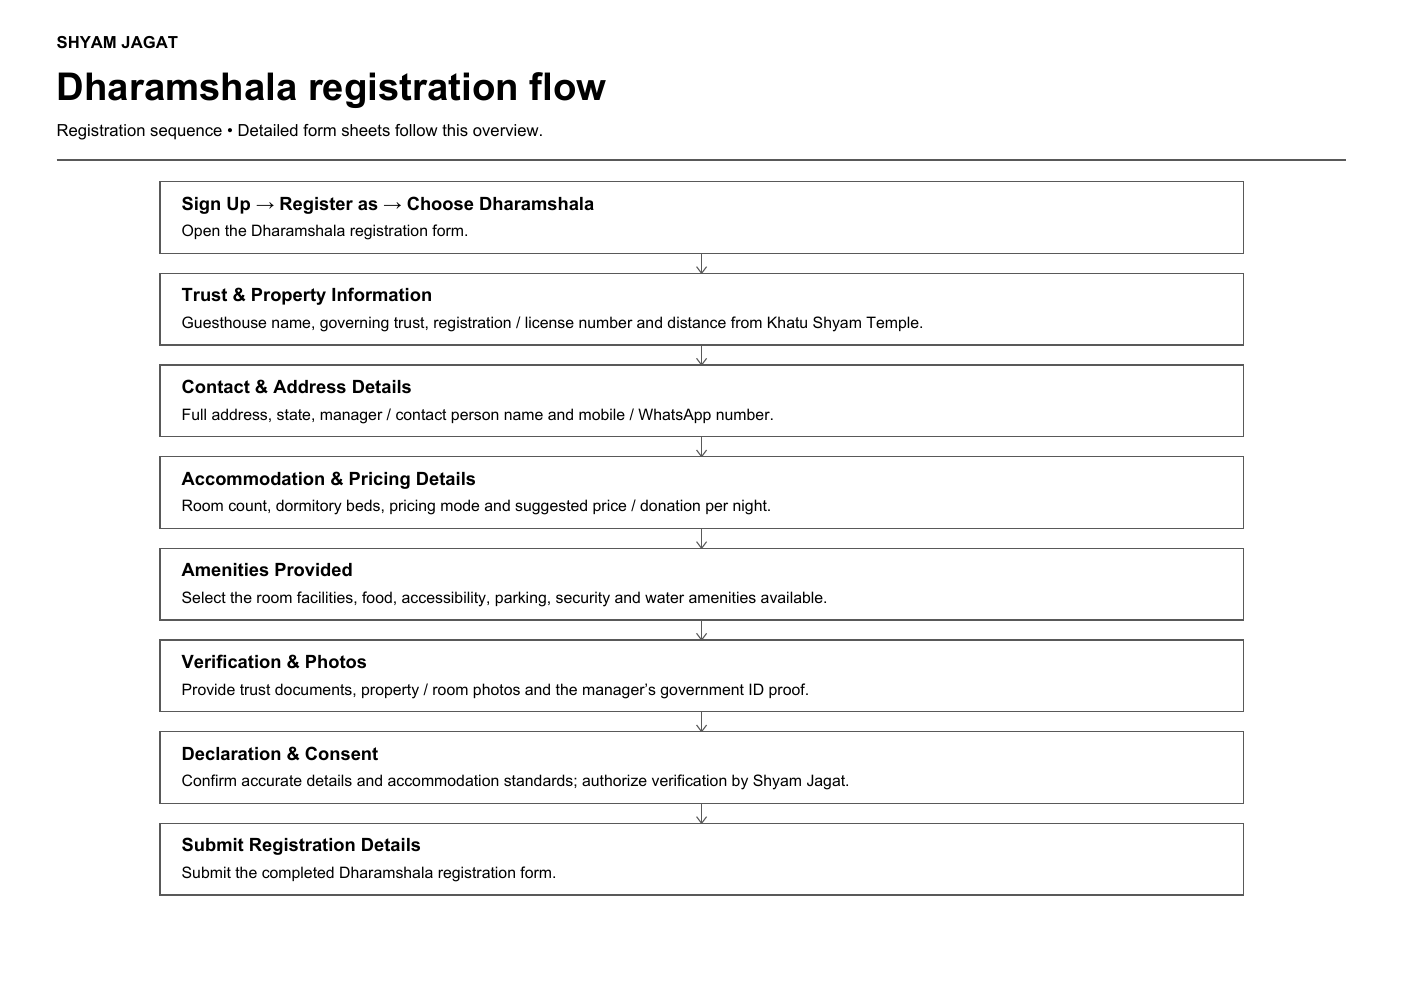 SHYAM JAGAT
Dharamshala registration flow
Registration sequence • Detailed form sheets follow this overview.
Sign Up → Register as → Choose Dharamshala
Open the Dharamshala registration form.
Trust & Property Information
Guesthouse name, governing trust, registration / license number and distance from Khatu Shyam Temple.
Contact & Address Details
Full address, state, manager / contact person name and mobile / WhatsApp number.
Accommodation & Pricing Details
Room count, dormitory beds, pricing mode and suggested price / donation per night.
Amenities Provided
Select the room facilities, food, accessibility, parking, security and water amenities available.
Verification & Photos
Provide trust documents, property / room photos and the manager’s government ID proof.
Declaration & Consent
Confirm accurate details and accommodation standards; authorize verification by Shyam Jagat.
Submit Registration Details
Submit the completed Dharamshala registration form.